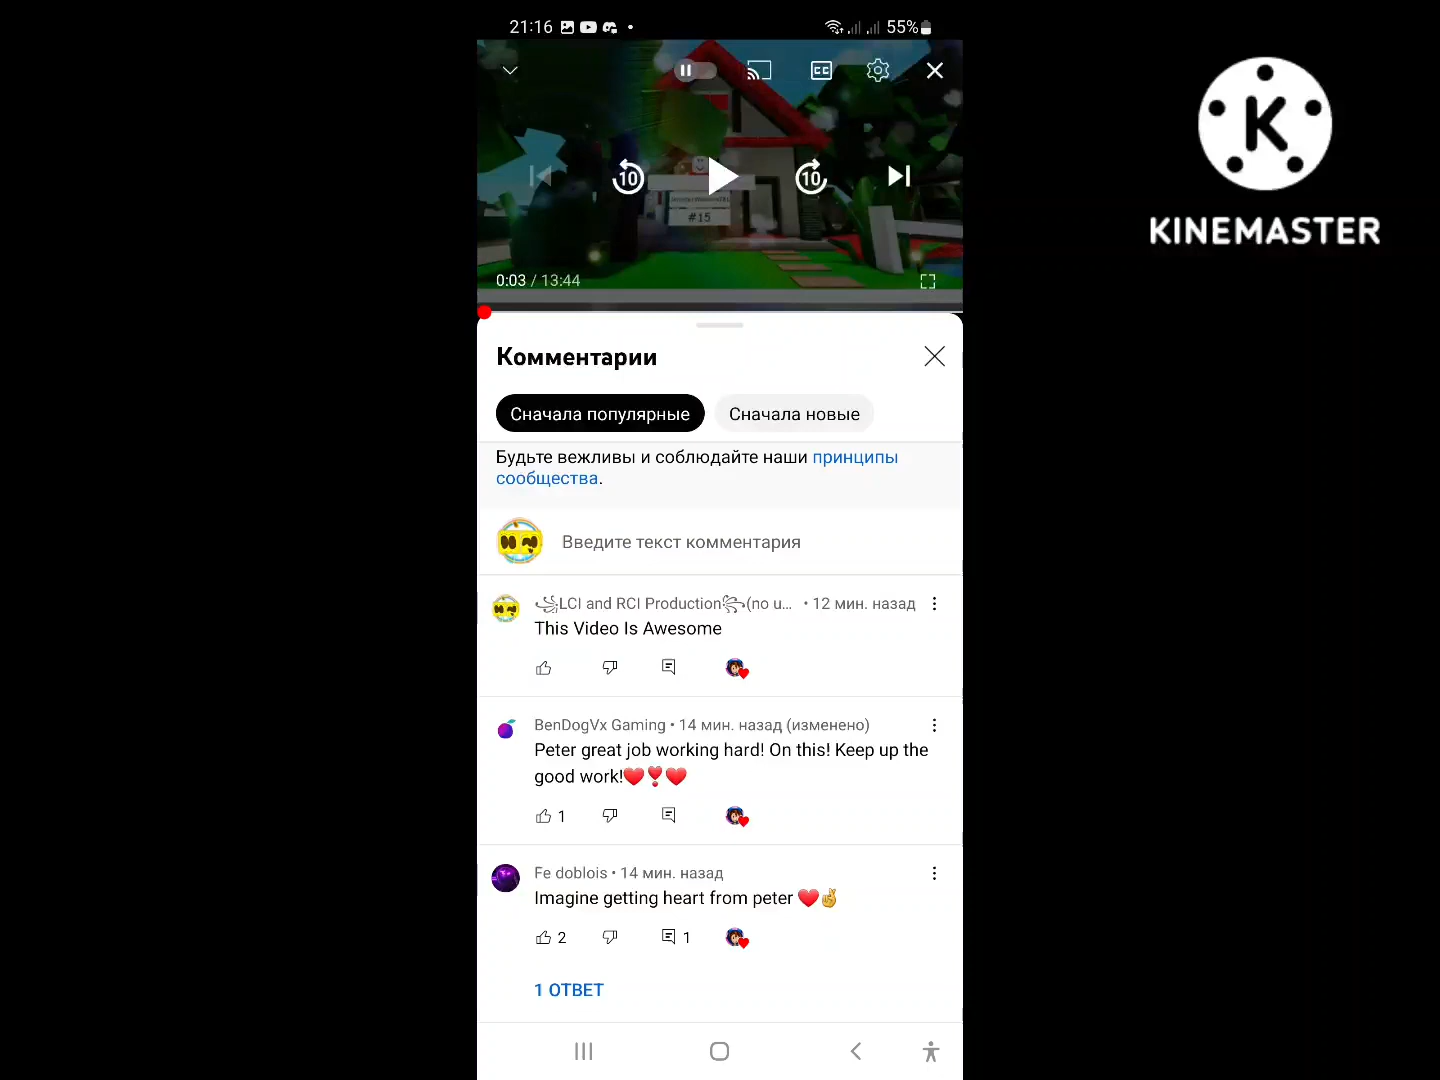 21:16
55%
K
KINEMASTER
10
10
#15
0:03 / 13:44
Комментарии
Сначала популярные
Сначала новые
Будьте вежливы и соблюдайте наши принципы
сообщества.
Введите текст комментария
LCI and RCI Production꧂(no u... • 12 мин. назад
This Video Is Awesome
BenDogVx Gaming • 14 мин. назад (изменено)
Peter great job working hard! On this! Keep up the
good work!❤️❣️❤️
1
Fe doblois • 14 мин. назад
Imagine getting heart from peter ❤️🤞
2
1
1 ОТВЕТ